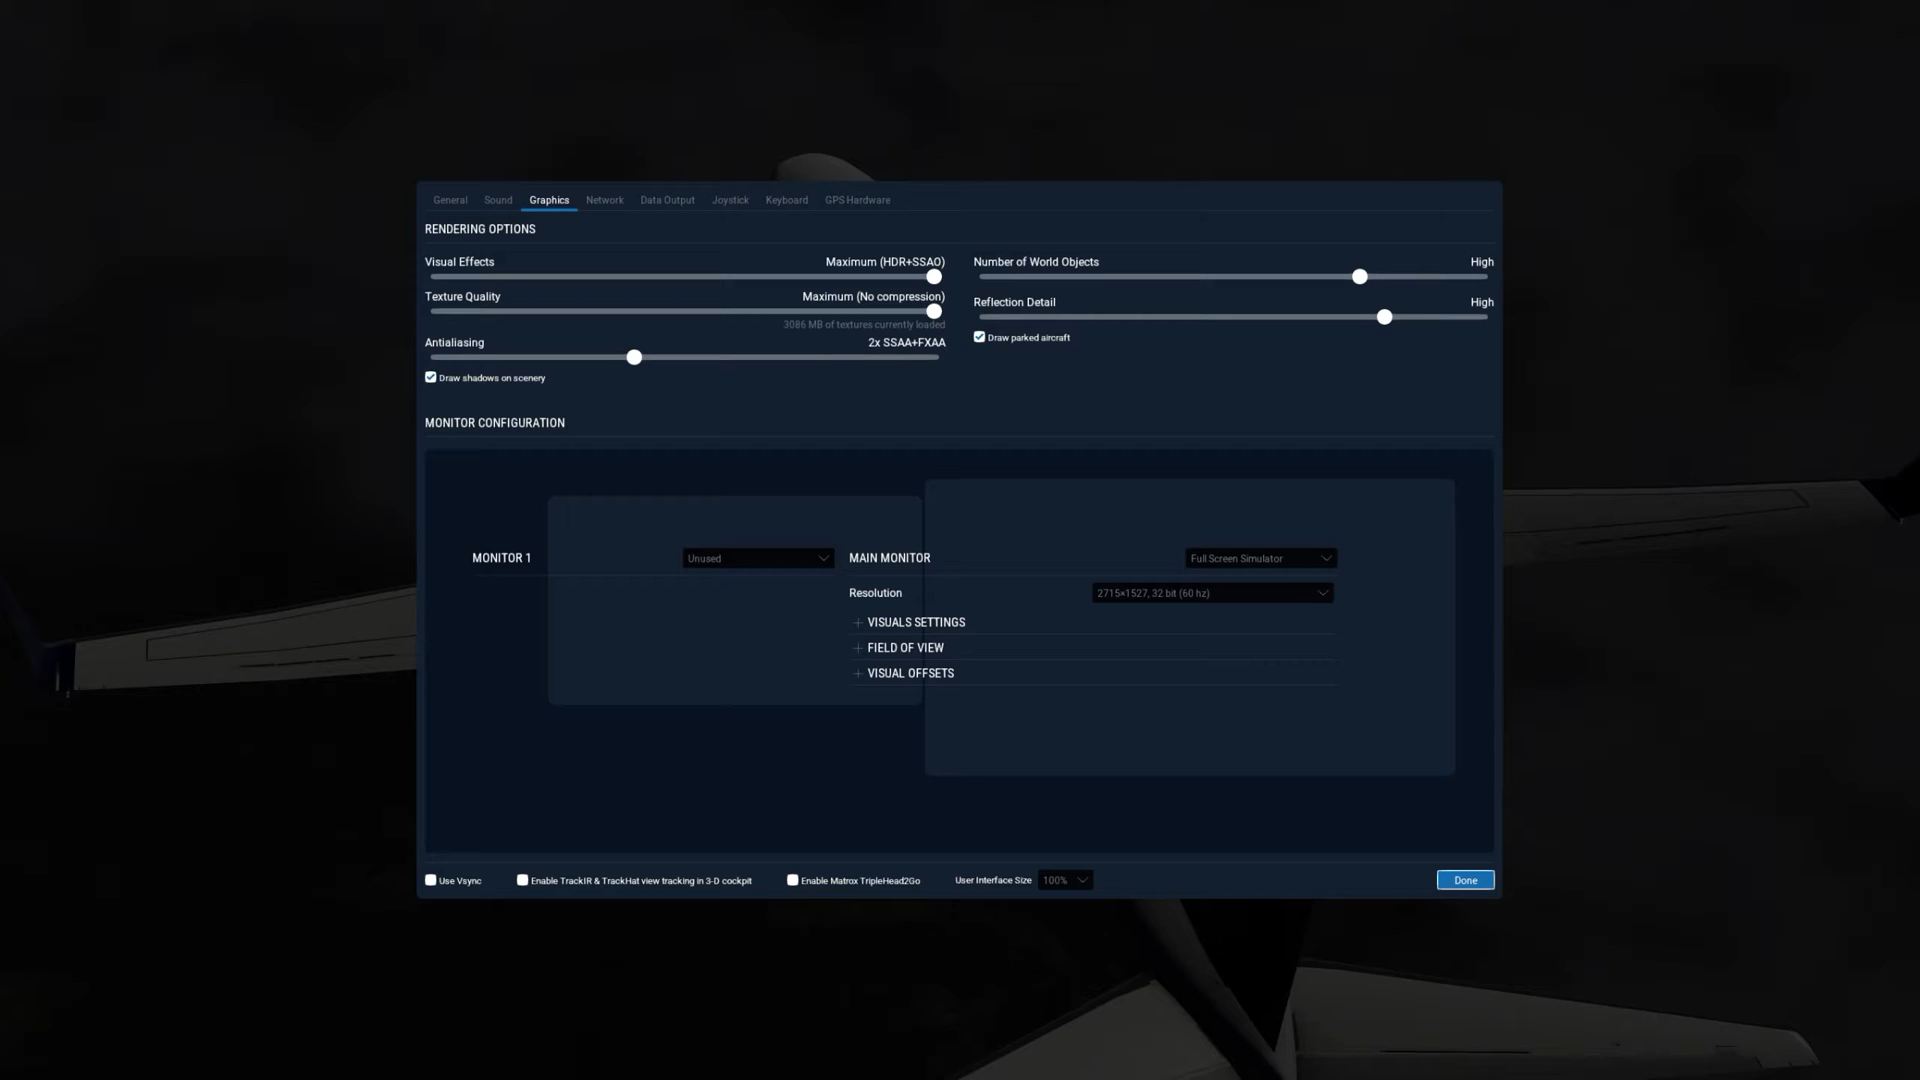 General Sound Graphics Network Data Output Joystick Keyboard GPS Hardware
RENDERING OPTIONS
Visual Effects Maximum (HDR+SSAO)
Texture Quality Maximum (No compression)
3086 MB of textures currently loaded
Antialiasing 2x SSAA+FXAA
Draw shadows on scenery
Number of World Objects High
Reflection Detail High
Draw parked aircraft
MONITOR CONFIGURATION
MONITOR 1 Unused
MAIN MONITOR Full Screen Simulator
Resolution 2715×1527, 32 bit (60 hz)
+ VISUALS SETTINGS
+ FIELD OF VIEW
+ VISUAL OFFSETS
Use Vsync Enable TrackIR & TrackHat view tracking in 3-D cockpit Enable Matrox TripleHead2Go User Interface Size 100% Done